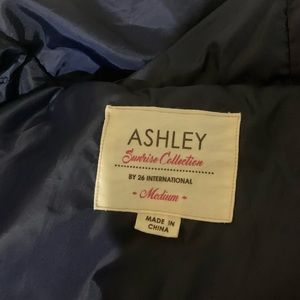 ASHLEY
Sunrise Collection
BY 26 INTERNATIONAL
- Medium -
MADE IN
CHINA